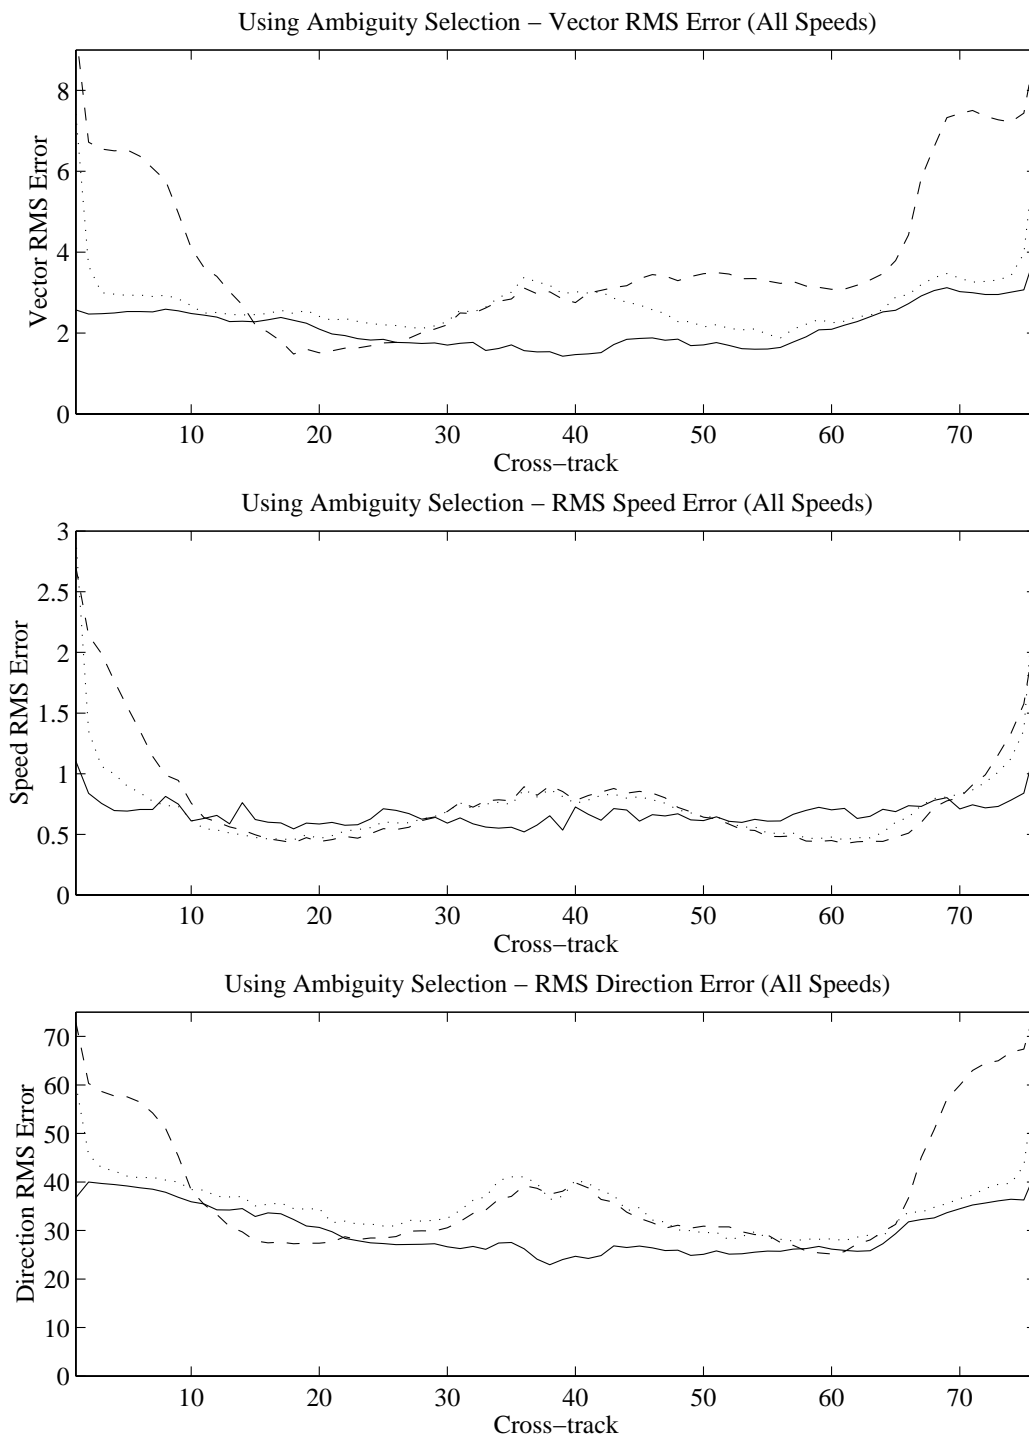 Using Ambiguity Selection – Vector RMS Error (All Speeds)
8
6
4
2
0
Vector RMS Error
10 20 30 40 50 60 70
Cross–track
Using Ambiguity Selection – RMS Speed Error (All Speeds)
3
2.5
2
1.5
1
0.5
0
Speed RMS Error
10 20 30 40 50 60 70
Cross–track
Using Ambiguity Selection – RMS Direction Error (All Speeds)
70
60
50
40
30
20
10
0
Direction RMS Error
10 20 30 40 50 60 70
Cross–track